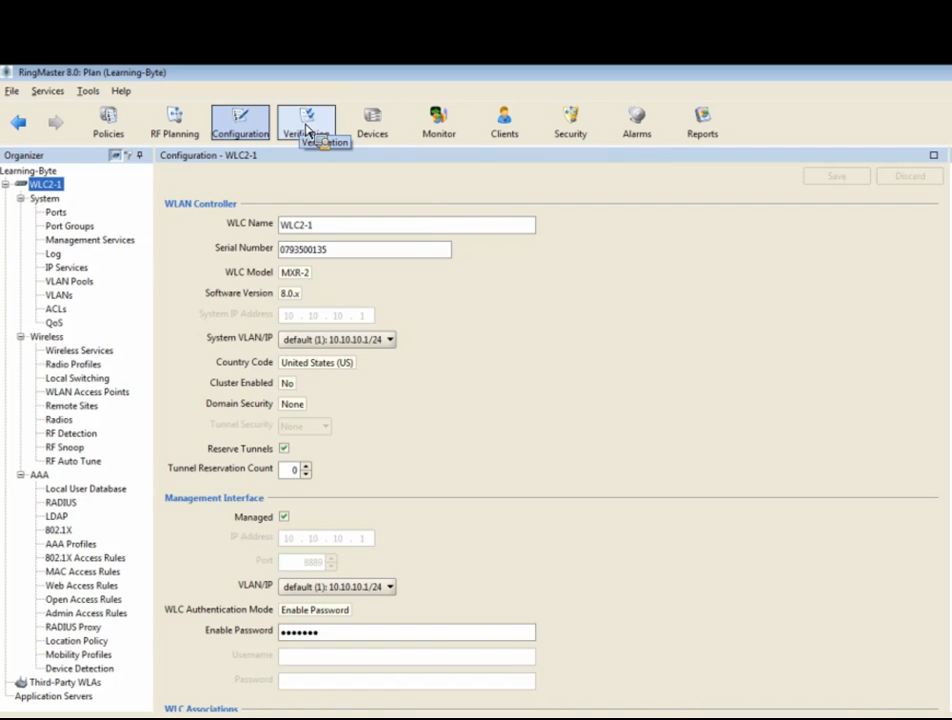 RingMaster 8.0: Plan (Learning-Byte)
File Services Tools Help
Policies RF Planning Configuration Verification Devices Monitor Clients Security Alarms Reports
Verification
Organizer
Configuration - WLC2-1
Learning-Byte
WLC2-1
System
Ports
Port Groups
Management Services
Log
IP Services
VLAN Pools
VLANs
ACLs
QoS
Wireless
Wireless Services
Radio Profiles
Local Switching
WLAN Access Points
Remote Sites
Radios
RF Detection
RF Snoop
RF Auto Tune
AAA
Local User Database
RADIUS
LDAP
802.1X
AAA Profiles
802.1X Access Rules
MAC Access Rules
Web Access Rules
Open Access Rules
Admin Access Rules
RADIUS Proxy
Location Policy
Mobility Profiles
Device Detection
Third-Party WLAs
Application Servers
Save Discard
WLAN Controller
WLC Name WLC2-1
Serial Number 0793500135
WLC Model MXR-2
Software Version 8.0.x
System IP Address 10 . 10 . 10 . 1
System VLAN/IP default (1): 10.10.10.1/24
Country Code United States (US)
Cluster Enabled No
Domain Security None
Tunnel Security None
Reserve Tunnels
Tunnel Reservation Count 0
Management Interface
Managed
IP Address 10 . 10 . 10 . 1
Port 8889
VLAN/IP default (1): 10.10.10.1/24
WLC Authentication Mode Enable Password
Enable Password •••••••
Username
Password
WLC Associations